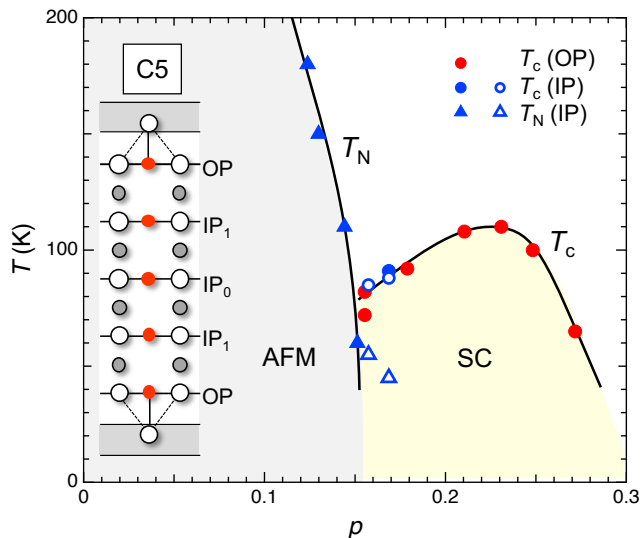 200
C5
T_c (OP)
T_c (IP)
T_N (IP)
T_N
OP
IP_1
100
T_c
T (K)
IP_0
IP_1
AFM
SC
OP
0
0
0.1
0.2
0.3
p